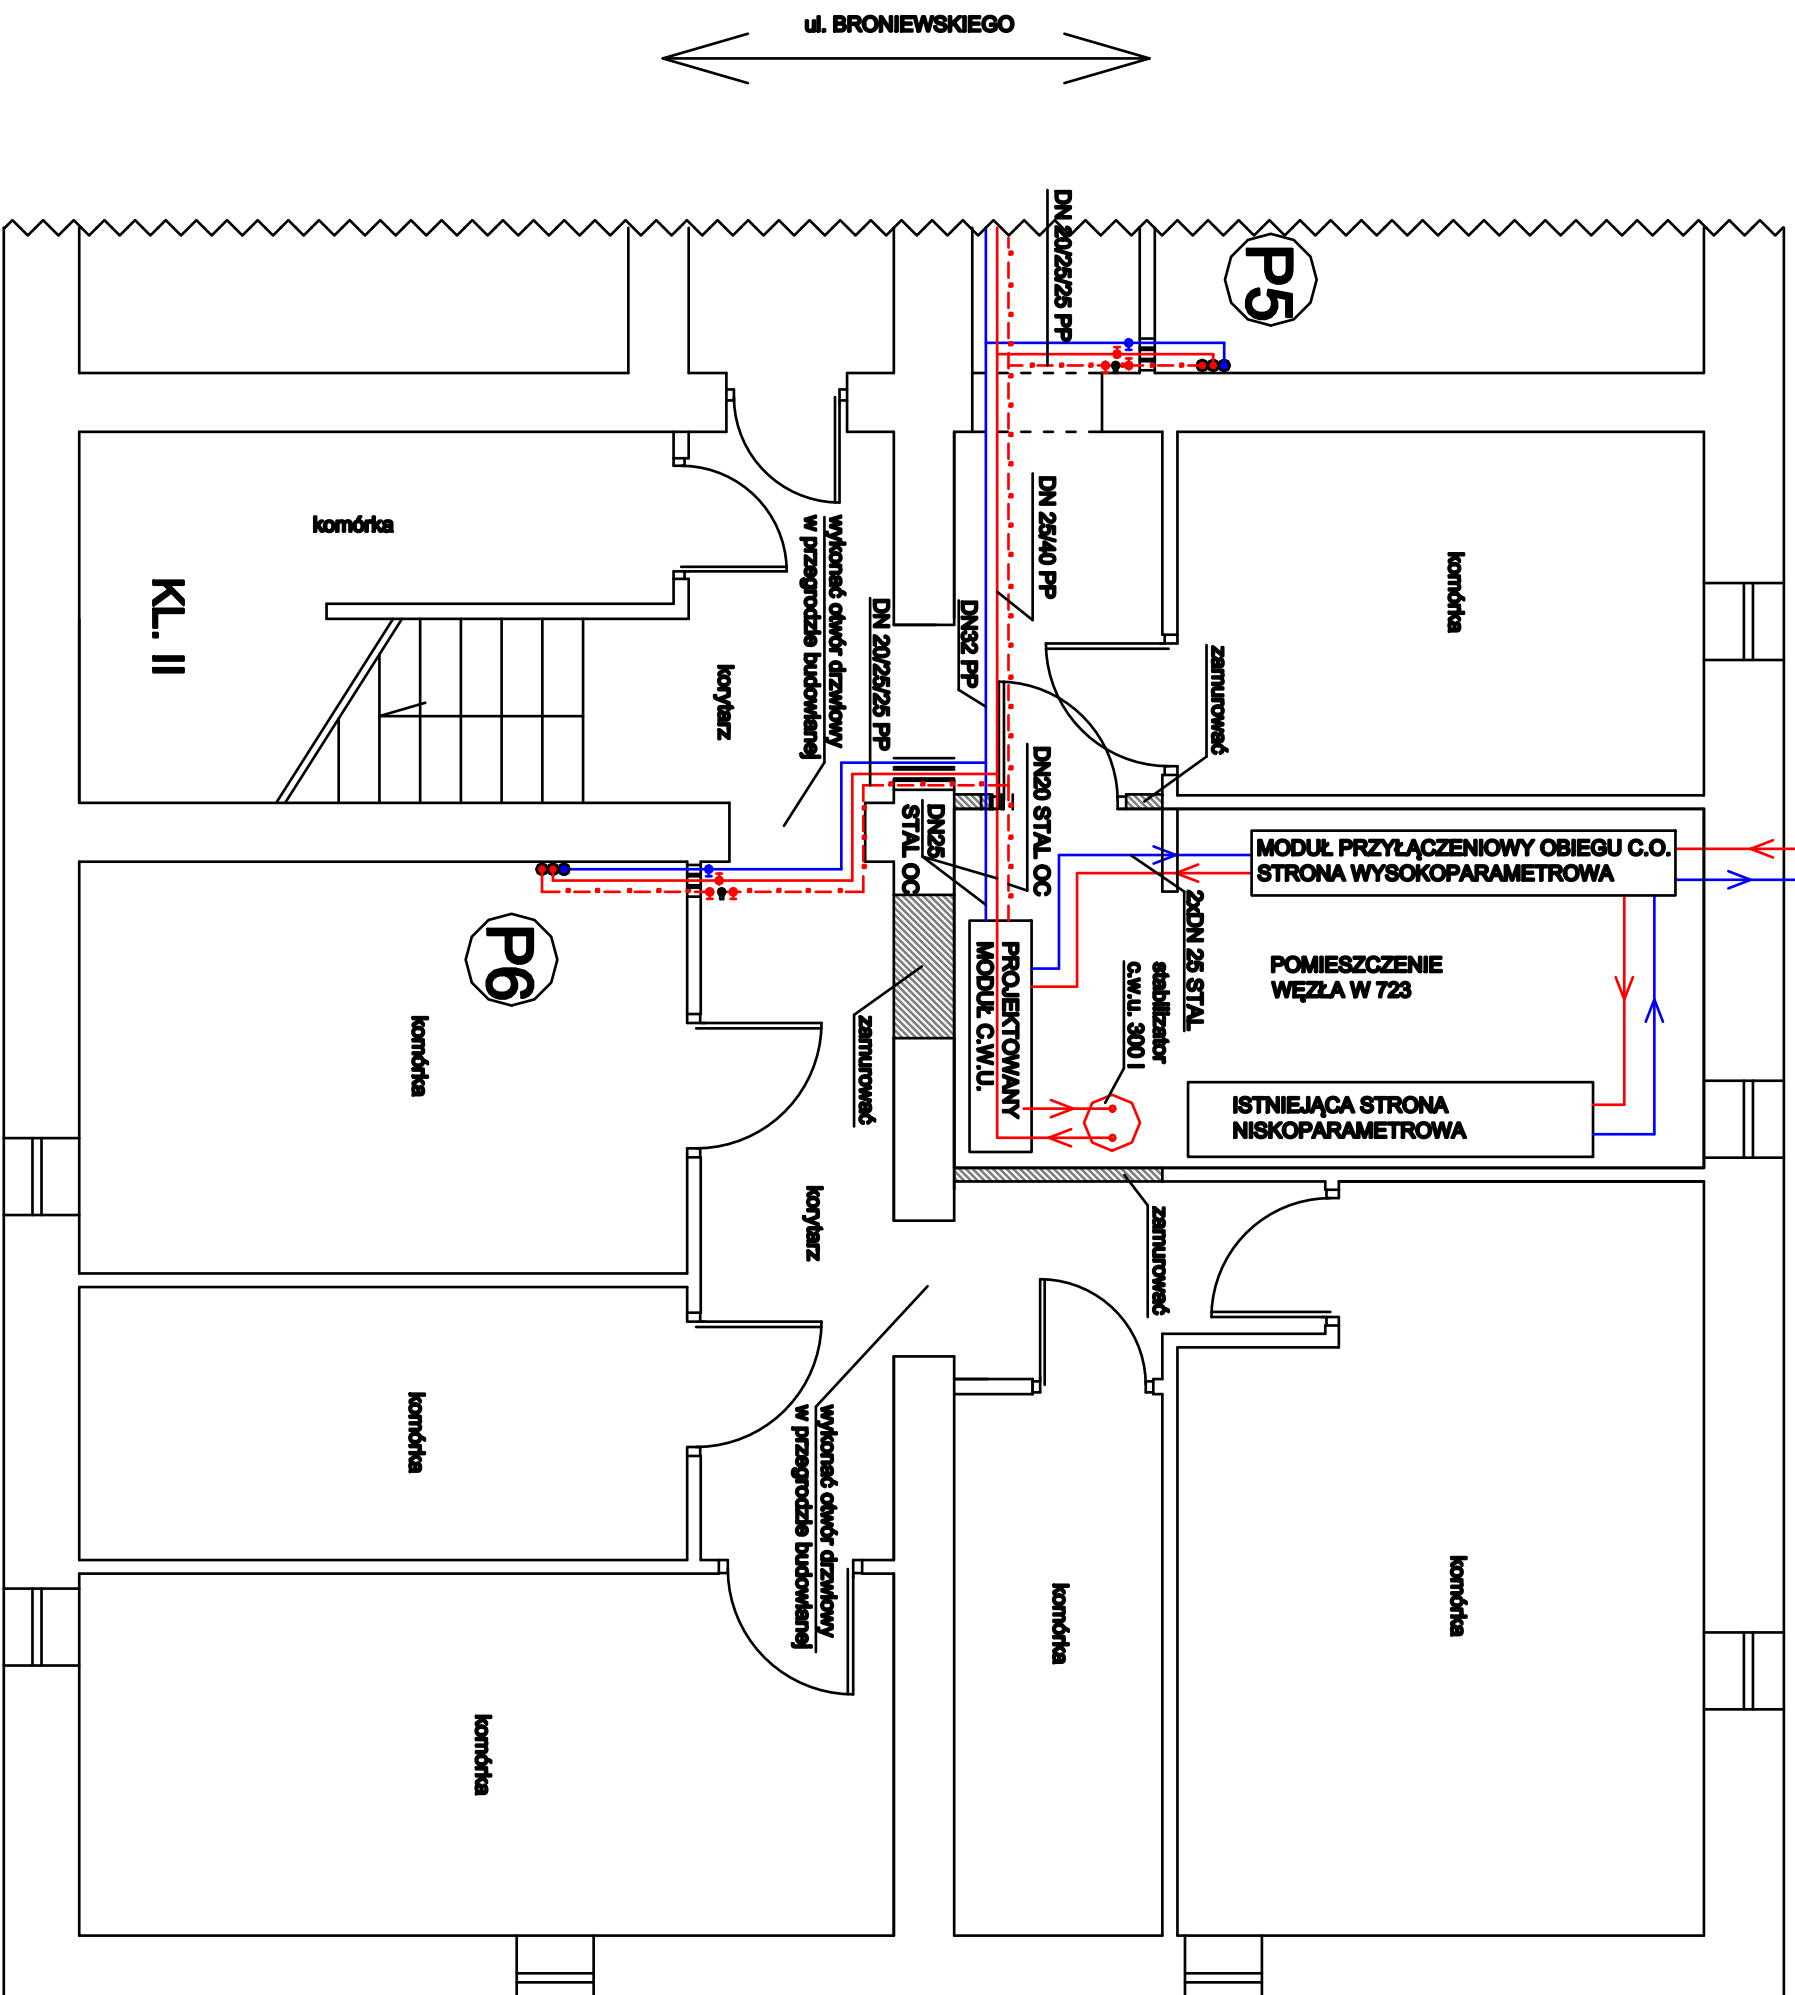 ul. BRONIEWSKIEGO
P5
DN 20/25/25 PP
DN 25/40 PP
komórka
komórka
KL. II
wykonać otwór drzwiowy
w przegrodzie budowlanej
DN 20/25/25 PP
DN32 PP
korytarz
zamurować
DN20 STAL OC
DN25
STAL OC
MODUŁ PRZYŁĄCZENIOWY OBIEGU C.O.
STRONA WYSOKOPARAMETROWA
2xDN 25 STAL
POMIESZCZENIE
WĘZŁA W 723
stabilizator
c.w.u. 300 l
PROJEKTOWANY
MODUŁ C.W.U.
P6
komórka
zamurować
ISTNIEJĄCA STRONA
NISKOPARAMETROWA
korytarz
zamurować
komórka
wykonać otwór drzwiowy
w przegrodzie budowlanej
komórka
komórka
komórka